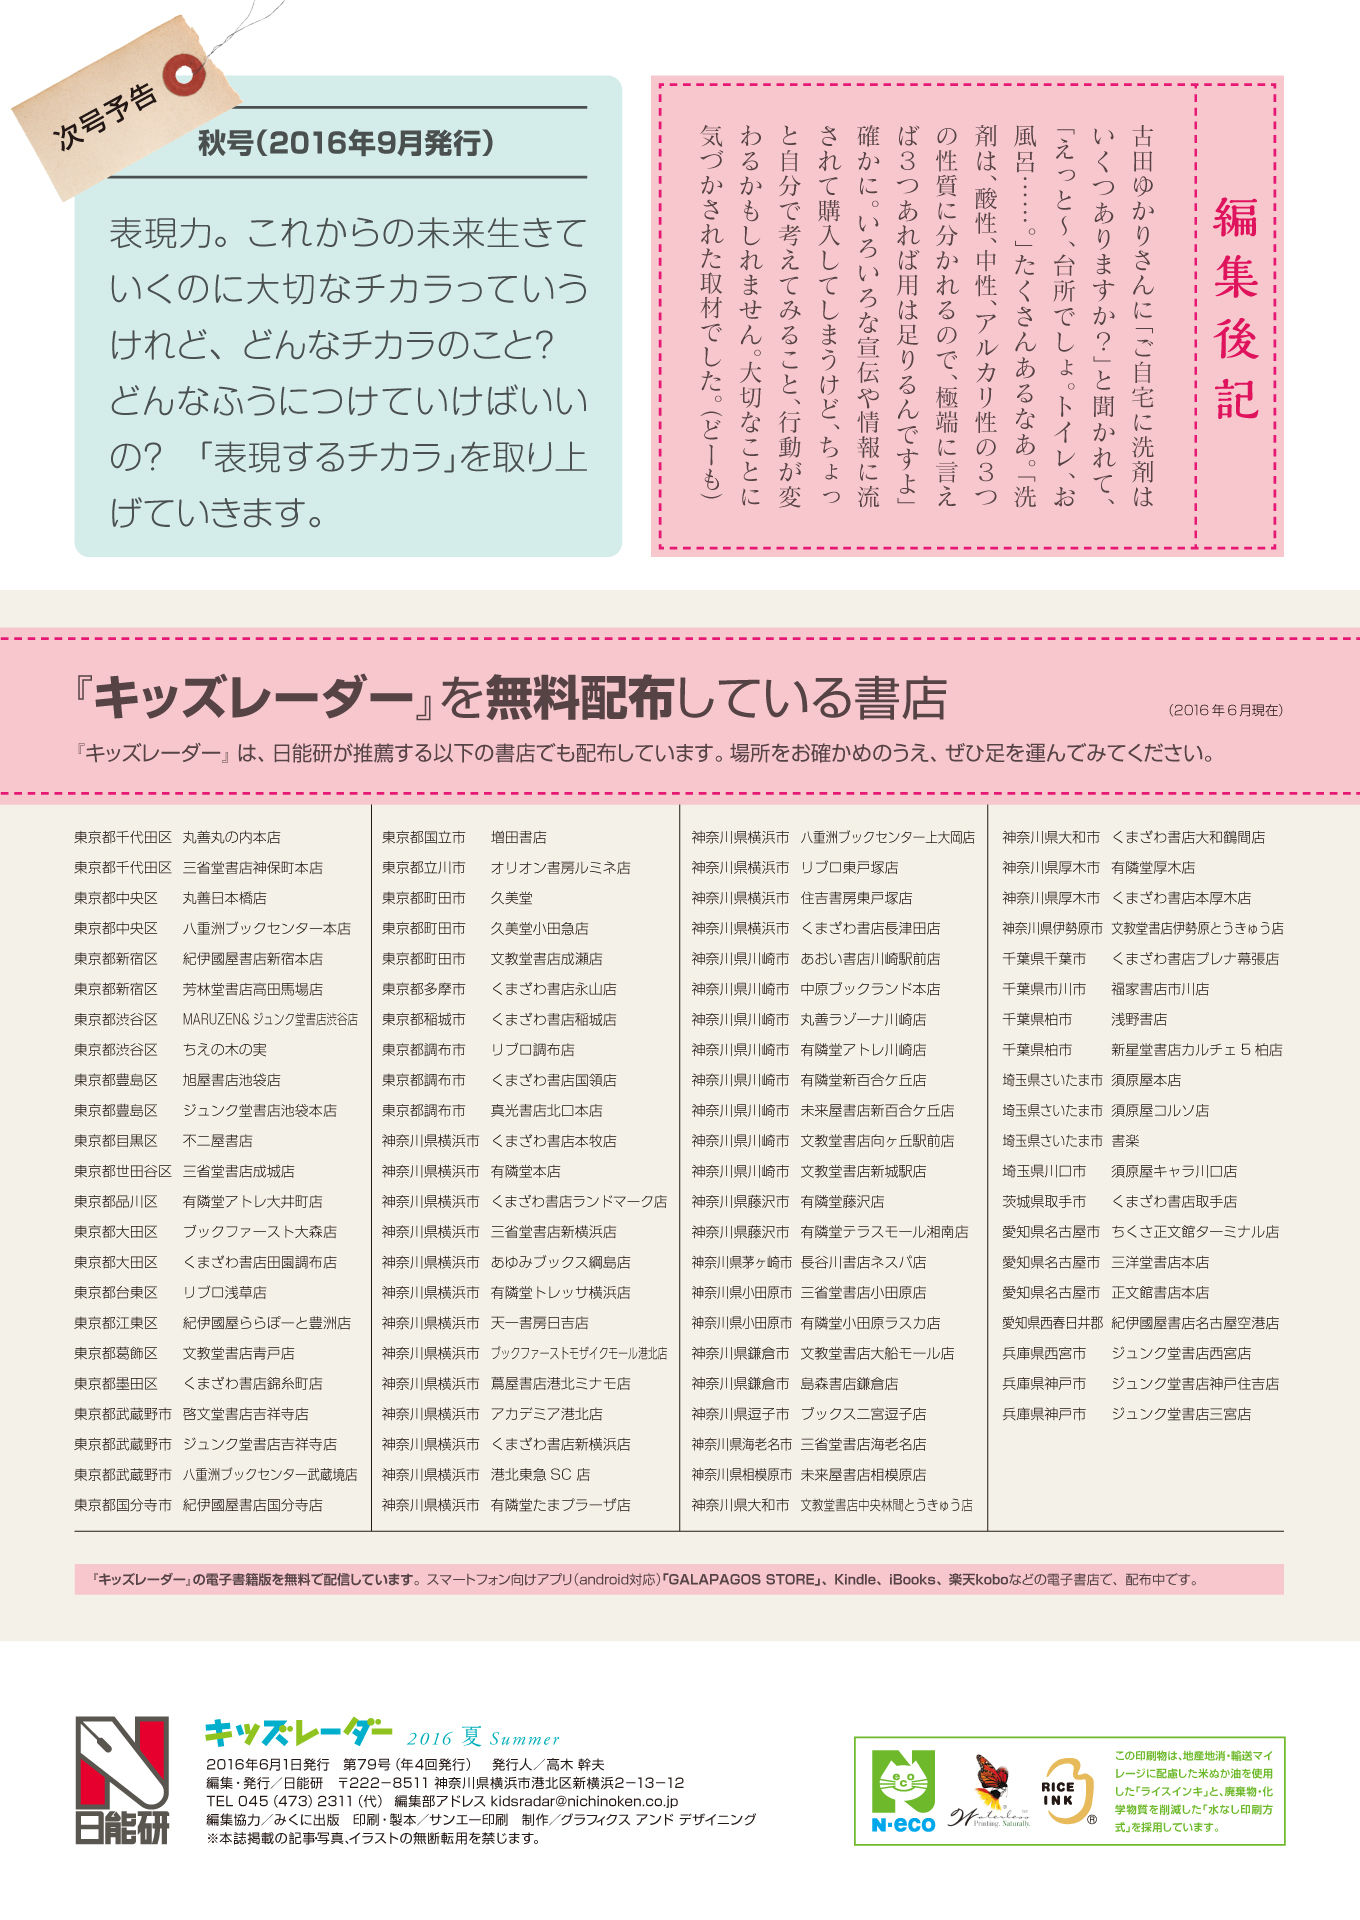 次号予告
秋号(2016年9月発行)
表現力。これからの未来生きて
いくのに大切なチカラっていう
けれど、どんなチカラのこと?
どんなふうにつけていけばいい
の? 「表現するチカラ」を取り上
げていきます。
編集後記
古田ゆかりさんに「ご自宅に洗剤は
いくつありますか?」と聞かれて、
「えっと〜、台所でしょ。トイレ、お
風呂……。」たくさんあるなあ。「洗
剤は、酸性、中性、アルカリ性の3つ
の性質に分かれるので、極端に言え
ば3つあれば用は足りるんですよ」
確かに。いろいろな宣伝や情報に流
されて購入してしまうけど、ちょっ
と自分で考えてみること、行動が変
わるかもしれません。大切なことに
気づかされた取材でした。(どーも)
『キッズレーダー』を無料配布している書店
(2016年6月現在)
『キッズレーダー』は、日能研が推薦する以下の書店でも配布しています。場所をお確かめのうえ、ぜひ足を運んでみてください。
東京都千代田区 丸善丸の内本店
東京都千代田区 三省堂書店神保町本店
東京都中央区 丸善日本橋店
東京都中央区 八重洲ブックセンター本店
東京都新宿区 紀伊國屋書店新宿本店
東京都新宿区 芳林堂書店高田馬場店
東京都渋谷区 MARUZEN&ジュンク堂書店渋谷店
東京都渋谷区 ちえの木の実
東京都豊島区 旭屋書店池袋店
東京都豊島区 ジュンク堂書店池袋本店
東京都目黒区 不二屋書店
東京都世田谷区 三省堂書店成城店
東京都品川区 有隣堂アトレ大井町店
東京都大田区 ブックファースト大森店
東京都大田区 くまざわ書店田園調布店
東京都台東区 リブロ浅草店
東京都江東区 紀伊國屋ららぽーと豊洲店
東京都葛飾区 文教堂書店青戸店
東京都墨田区 くまざわ書店錦糸町店
東京都武蔵野市 啓文堂書店吉祥寺店
東京都武蔵野市 ジュンク堂書店吉祥寺店
東京都武蔵野市 八重洲ブックセンター武蔵境店
東京都国分寺市 紀伊國屋書店国分寺店
東京都国立市 増田書店
東京都立川市 オリオン書房ルミネ店
東京都町田市 久美堂
東京都町田市 久美堂小田急店
東京都町田市 文教堂書店成瀬店
東京都多摩市 くまざわ書店永山店
東京都稲城市 くまざわ書店稲城店
東京都調布市 リブロ調布店
東京都調布市 くまざわ書店国領店
東京都調布市 真光書店北口本店
神奈川県横浜市 くまざわ書店本牧店
神奈川県横浜市 有隣堂本店
神奈川県横浜市 くまざわ書店ランドマーク店
神奈川県横浜市 三省堂書店新横浜店
神奈川県横浜市 あゆみブックス綱島店
神奈川県横浜市 有隣堂トレッサ横浜店
神奈川県横浜市 天一書房日吉店
神奈川県横浜市 ブックファーストモザイクモール港北店
神奈川県横浜市 蔦屋書店港北ミナモ店
神奈川県横浜市 アカデミア港北店
神奈川県横浜市 くまざわ書店新横浜店
神奈川県横浜市 港北東急SC店
神奈川県横浜市 有隣堂たまプラーザ店
神奈川県横浜市 八重洲ブックセンター上大岡店
神奈川県横浜市 リブロ東戸塚店
神奈川県横浜市 住吉書房東戸塚店
神奈川県横浜市 くまざわ書店長津田店
神奈川県川崎市 あおい書店川崎駅前店
神奈川県川崎市 中原ブックランド本店
神奈川県川崎市 丸善ラゾーナ川崎店
神奈川県川崎市 有隣堂アトレ川崎店
神奈川県川崎市 有隣堂新百合ケ丘店
神奈川県川崎市 未来屋書店新百合ケ丘店
神奈川県川崎市 文教堂書店向ヶ丘駅前店
神奈川県川崎市 文教堂書店新城駅店
神奈川県藤沢市 有隣堂藤沢店
神奈川県藤沢市 有隣堂テラスモール湘南店
神奈川県茅ヶ崎市 長谷川書店ネスパ店
神奈川県小田原市 三省堂書店小田原店
神奈川県小田原市 有隣堂小田原ラスカ店
神奈川県鎌倉市 文教堂書店大船モール店
神奈川県鎌倉市 島森書店鎌倉店
神奈川県逗子市 ブックス二宮逗子店
神奈川県海老名市 三省堂書店海老名店
神奈川県相模原市 未来屋書店相模原店
神奈川県大和市 文教堂書店中央林間とうきゅう店
神奈川県大和市 くまざわ書店大和鶴間店
神奈川県厚木市 有隣堂厚木店
神奈川県厚木市 くまざわ書店本厚木店
神奈川県伊勢原市 文教堂書店伊勢原とうきゅう店
千葉県千葉市 くまざわ書店プレナ幕張店
千葉県市川市 福家書店市川店
千葉県柏市 浅野書店
千葉県柏市 新星堂書店カルチェ5柏店
埼玉県さいたま市 須原屋本店
埼玉県さいたま市 須原屋コルソ店
埼玉県さいたま市 書楽
埼玉県川口市 須原屋キャラ川口店
茨城県取手市 くまざわ書店取手店
愛知県名古屋市 ちくさ正文館ターミナル店
愛知県名古屋市 三洋堂書店本店
愛知県名古屋市 正文館書店本店
愛知県西春日井郡 紀伊國屋書店名古屋空港店
兵庫県西宮市 ジュンク堂書店西宮店
兵庫県神戸市 ジュンク堂書店神戸住吉店
兵庫県神戸市 ジュンク堂書店三宮店
『キッズレーダー』の電子書籍版を無料で配信しています。スマートフォン向けアプリ(android対応)「GALAPAGOS STORE」、Kindle、iBooks、楽天koboなどの電子書店で、配布中です。
日能研
キッズレーダー 2016 夏 Summer
2016年6月1日発行 第79号(年4回発行) 発行人/高木 幹夫
編集・発行/日能研 〒222-8511 神奈川県横浜市港北区新横浜2-13-12
TEL 045(473)2311(代) 編集部アドレス kidsradar@nichinoken.co.jp
編集協力/みくに出版 印刷・製本/サンエー印刷 制作/グラフィクス アンド デザイニング
※本誌掲載の記事・写真、イラストの無断転用を禁じます。
N・eco
Waterless
Printing. Naturally.
RICE
INK
®
この印刷物は、地産地消・輸送マイ
レージに配慮した米ぬか油を使用
した「ライスインキ」と、廃棄物・化
学物質を削減した「水なし印刷方
式」を採用しています。